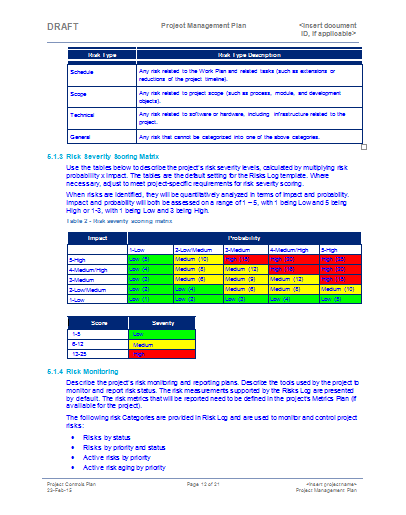 DRAFT Project Management Plan <Insert document
ID, if applicable>
Risk Type Risk Type Description
Schedule Any risk related to the Work Plan and related tasks (such as extensions or
reductions of the project timeline).
Scope Any risk related to project scope (such as process, module, and development
objects).
Technical Any risk related to software or hardware, including infrastructure related to the
project.
General Any risk that cannot be categorized into one of the above categories.
5.1.3 Risk Severity Scoring Matrix
Use the tables below to describe the project's risk severity levels, calculated by multiplying risk
probability x impact. The tables are the default setting for the Risks Log template. Where
necessary, adjust to meet project-specific requirements for risk severity scoring.
When risks are identified, they will be quantitatively analyzed in terms of impact and probability.
Impact and probability will both be assessed on a range of 1 – 5, with 1 being Low and 5 being
High or 1-3, with 1 being Low and 3 being High.
Table 2 - Risk severity scoring matrix
Impact Probability
1-Low 2-Low/Medium 3-Medium 4-Medium/High 5-High
5-High Low (5) Medium (10) High (15) High (20) High (25)
4-Medium/High Low (4) Medium (8) Medium (12) High (16) High (20)
3-Medium Low (3) Medium (6) Medium (9) Medium (12) High (15)
2-Low/Medium Low (2) Low (4) Medium (6) Medium (8) Medium (10)
1-Low Low (1) Low (2) Low (3) Low (4) Low (5)
Score Severity
1-5 Low
6-12 Medium
13-25 High
5.1.4 Risk Monitoring
Describe the project's risk monitoring and reporting plans. Describe the tools used by the project to
monitor and report risk status. The risk measurements supported by the Risks Log are presented
by default. The risk metrics that will be reported need to be defined in the project's Metrics Plan (if
available for the project).
The following risk Categories are provided in Risk Log and are used to monitor and control project
risks:
• Risks by status
• Risks by priority and status
• Active risks by priority
• Active risk aging by priority
Project Controls Plan Page 12 of 21 <Insert project name>
23-Feb-15 Project Management Plan